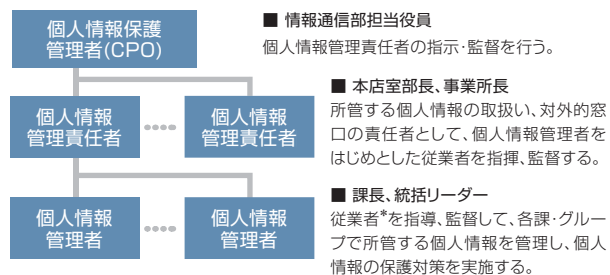 個人情報保護
管理者(CPO)
■ 情報通信部担当役員
個人情報管理責任者の指示・監督を行う。
個人情報
管理責任者
個人情報
管理責任者
■ 本店室部長、事業所長
所管する個人情報の取扱い、対外的窓
口の責任者として、個人情報管理者を
はじめとした従業者を指揮、監督する。
個人情報
管理者
個人情報
管理者
■ 課長、統括リーダー
従業者*を指導、監督して、各課・グルー
プで所管する個人情報を管理し、個人
情報の保護対策を実施する。